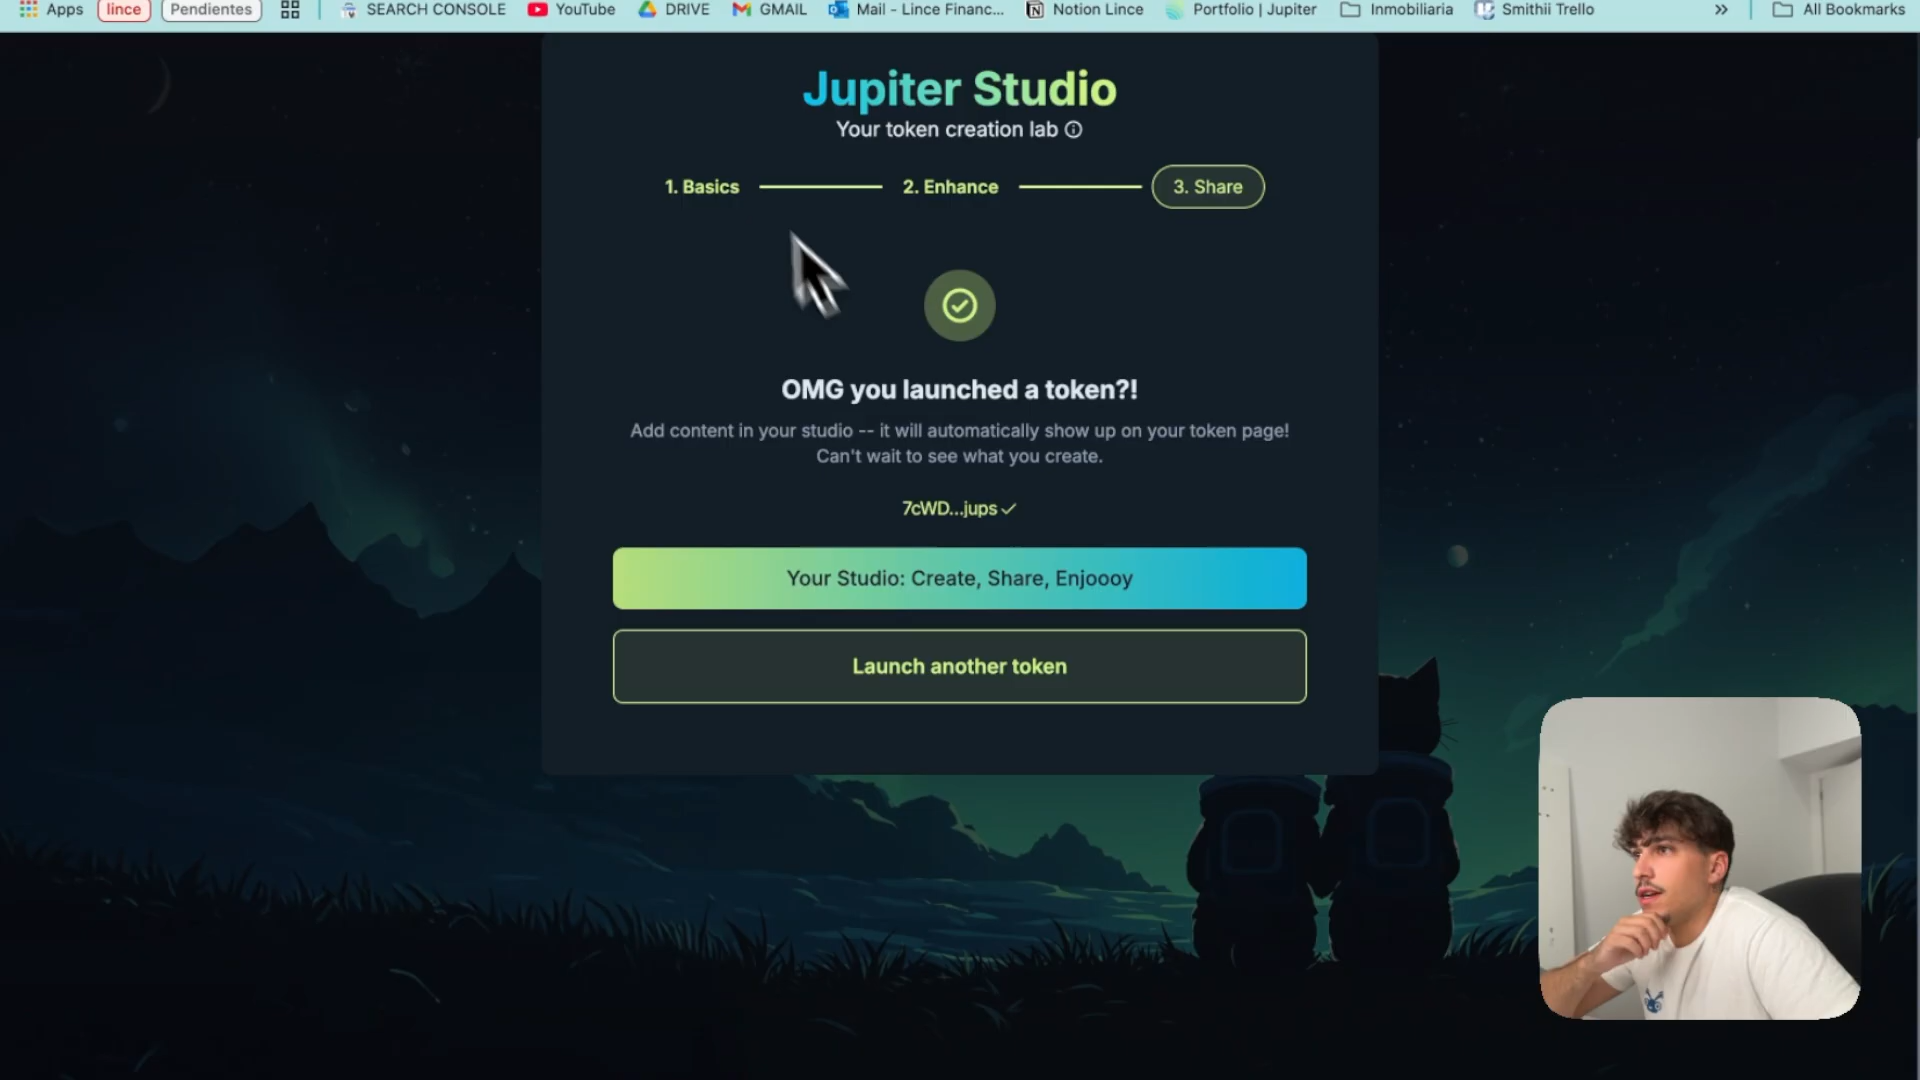 Apps lince Pendientes SEARCH CONSOLE YouTube DRIVE GMAIL Mail - Lince Financ... Notion Lince Portfolio | Jupiter Inmobiliaria Smithii Trello » All Bookmarks
Jupiter Studio
Your token creation lab
1. Basics 2. Enhance 3. Share
OMG you launched a token?!
Add content in your studio -- it will automatically show up on your token page!
Can't wait to see what you create.
7cWD...jups
Your Studio: Create, Share, Enjoooy
Launch another token